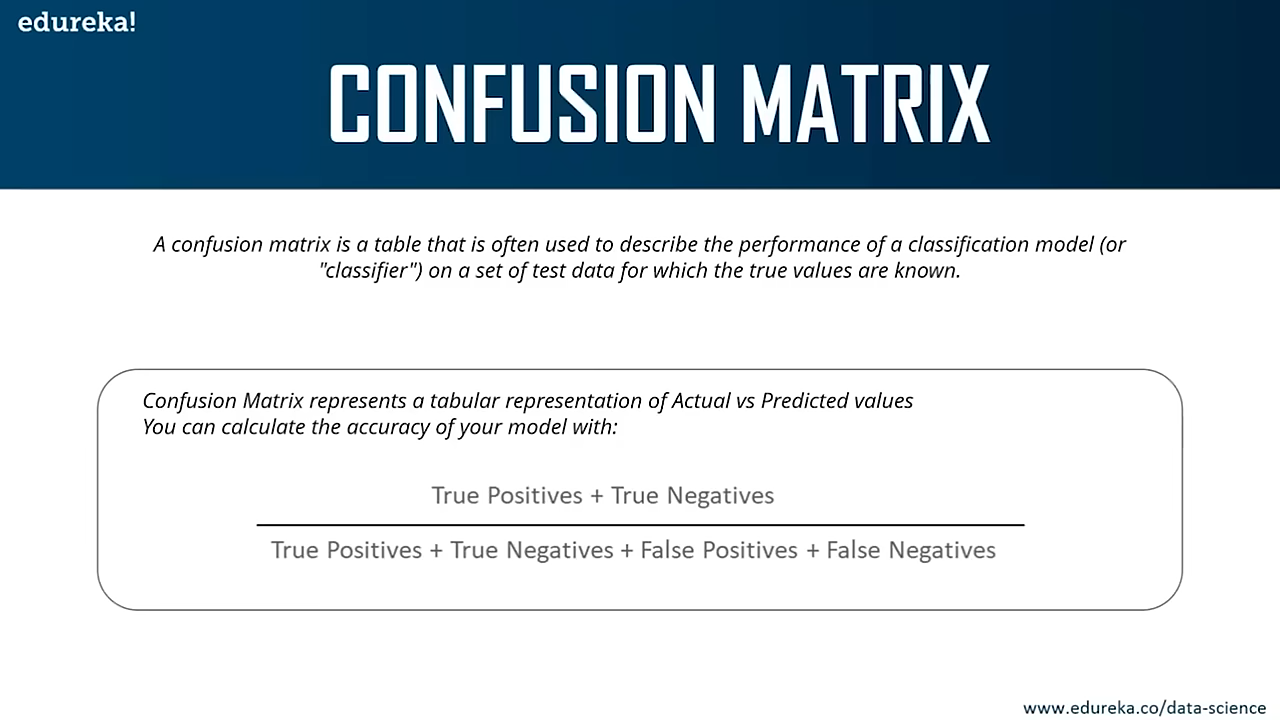 edureka!
CONFUSION MATRIX
A confusion matrix is a table that is often used to describe the performance of a classification model (or
"classifier") on a set of test data for which the true values are known.
Confusion Matrix represents a tabular representation of Actual vs Predicted values
You can calculate the accuracy of your model with:
True Positives + True Negatives
True Positives + True Negatives + False Positives + False Negatives
www.edureka.co/data-science